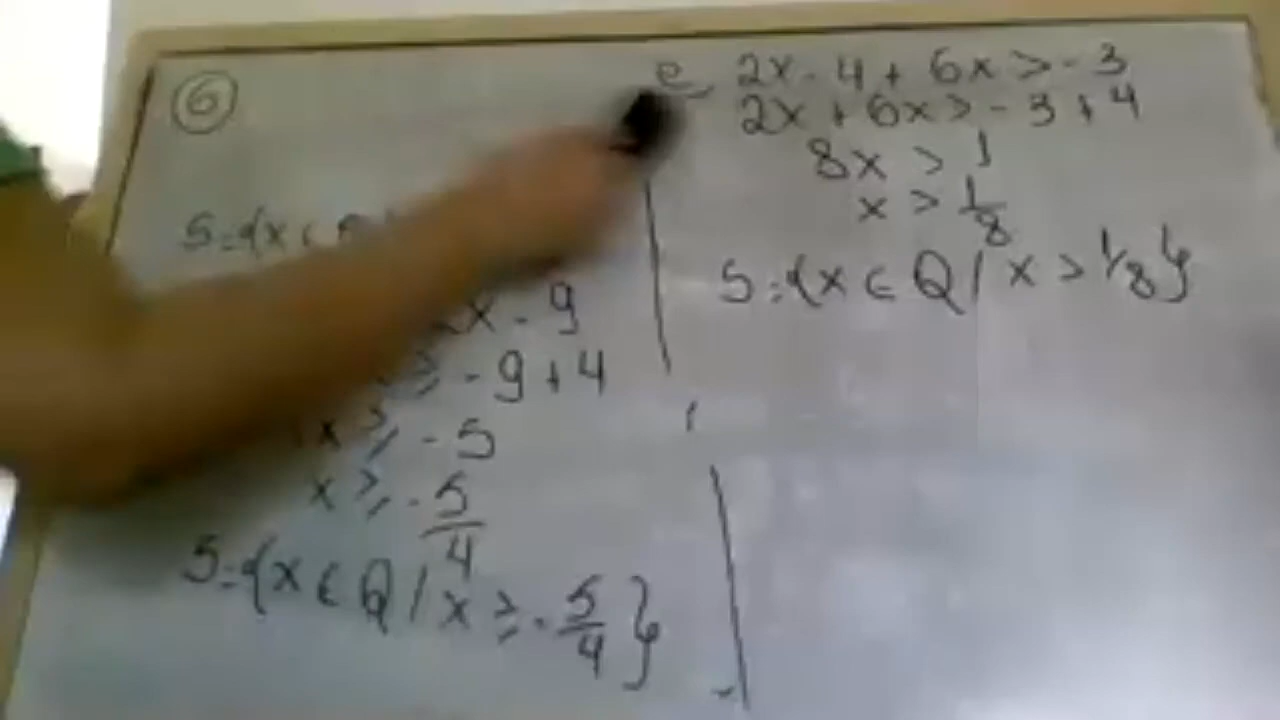 6
S={x ∈
x - 9
≥ -9+4
x ≥ -5
x ≥ -5/4
S={x ∈ Q / x ≥ -5/4}
e 2x - 4 + 6x > -3
2x + 6x > -3 + 4
8x > 1
x > 1/8
S={x ∈ Q / x > 1/8}